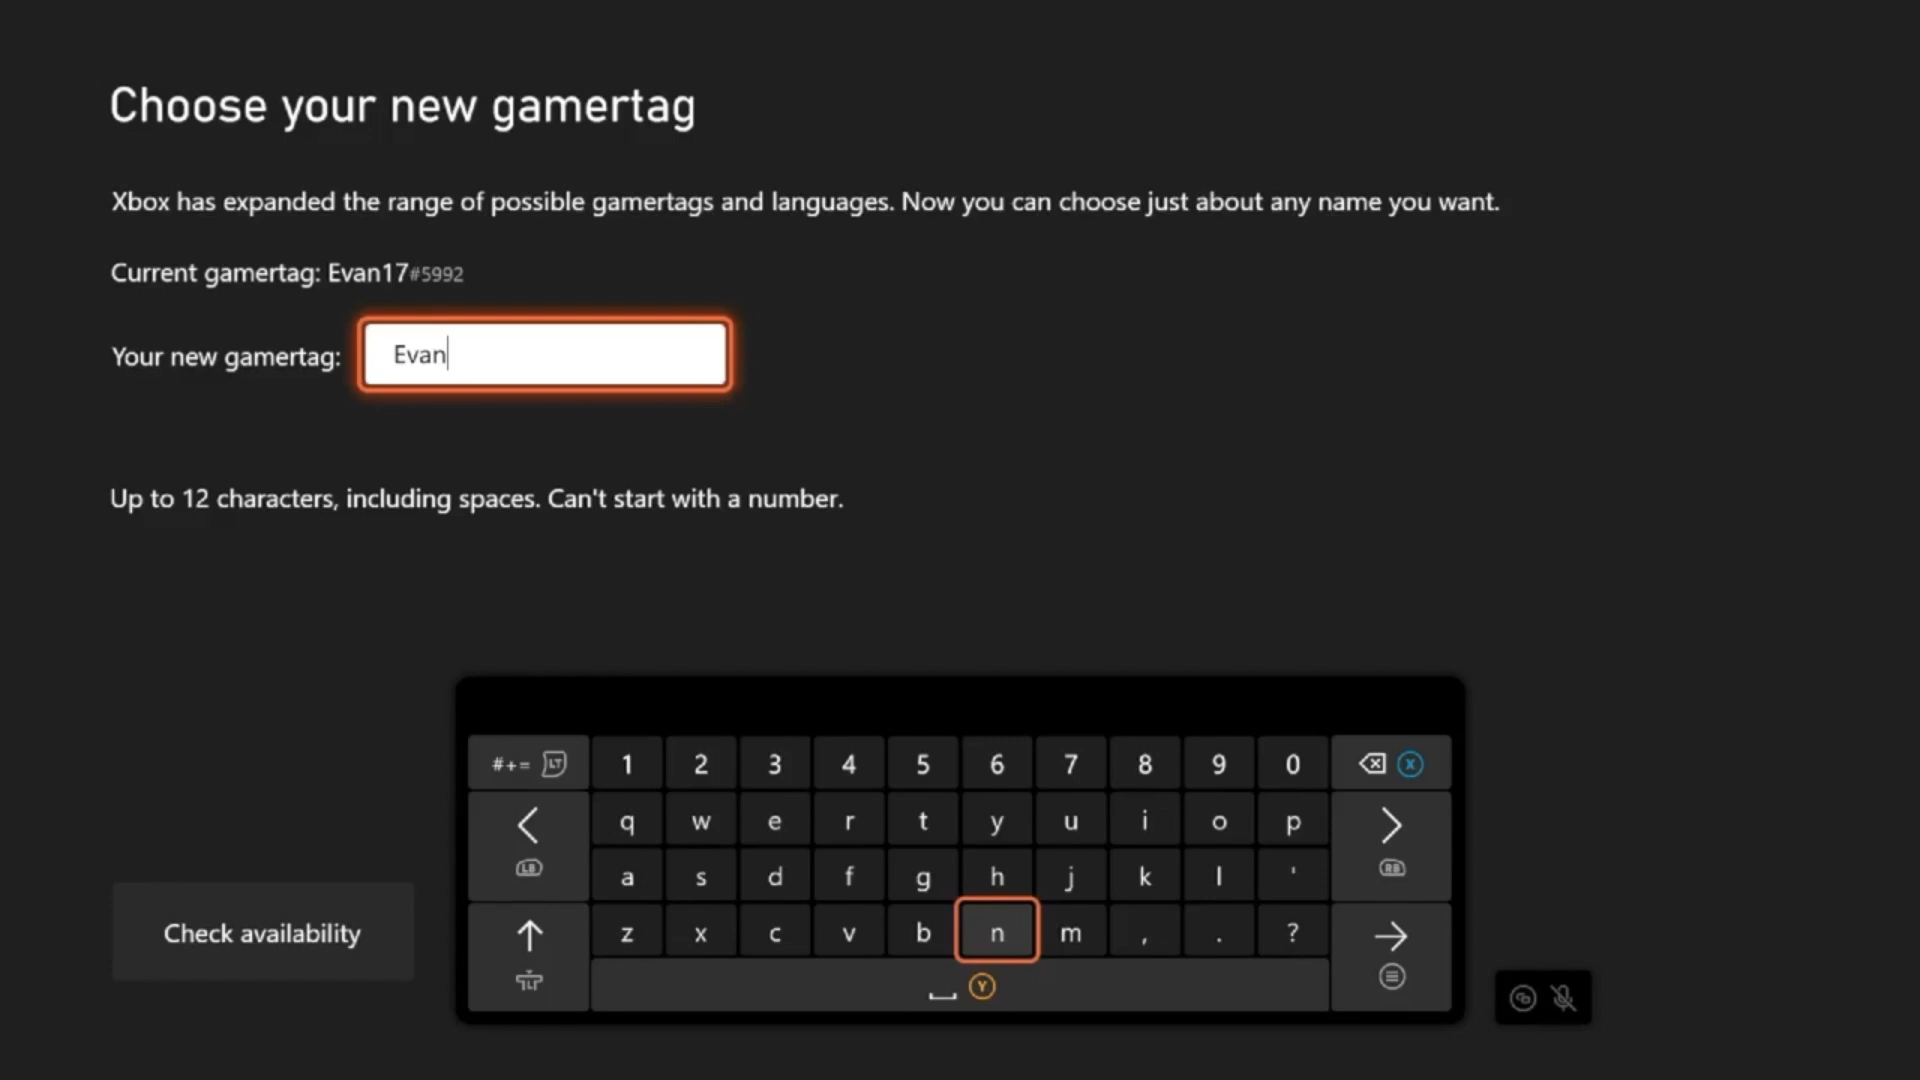 Choose your new gamertag
Xbox has expanded the range of possible gamertags and languages. Now you can choose just about any name you want.
Current gamertag: Evan17#5992
Your new gamertag: Evan
Up to 12 characters, including spaces. Can't start with a number.
#+= LT 1 2 3 4 5 6 7 8 9 0 X
q w e r t y u i o p
LB a s d f g h j k l ' RB
Check availability
z x c v b n m , . ?
Y